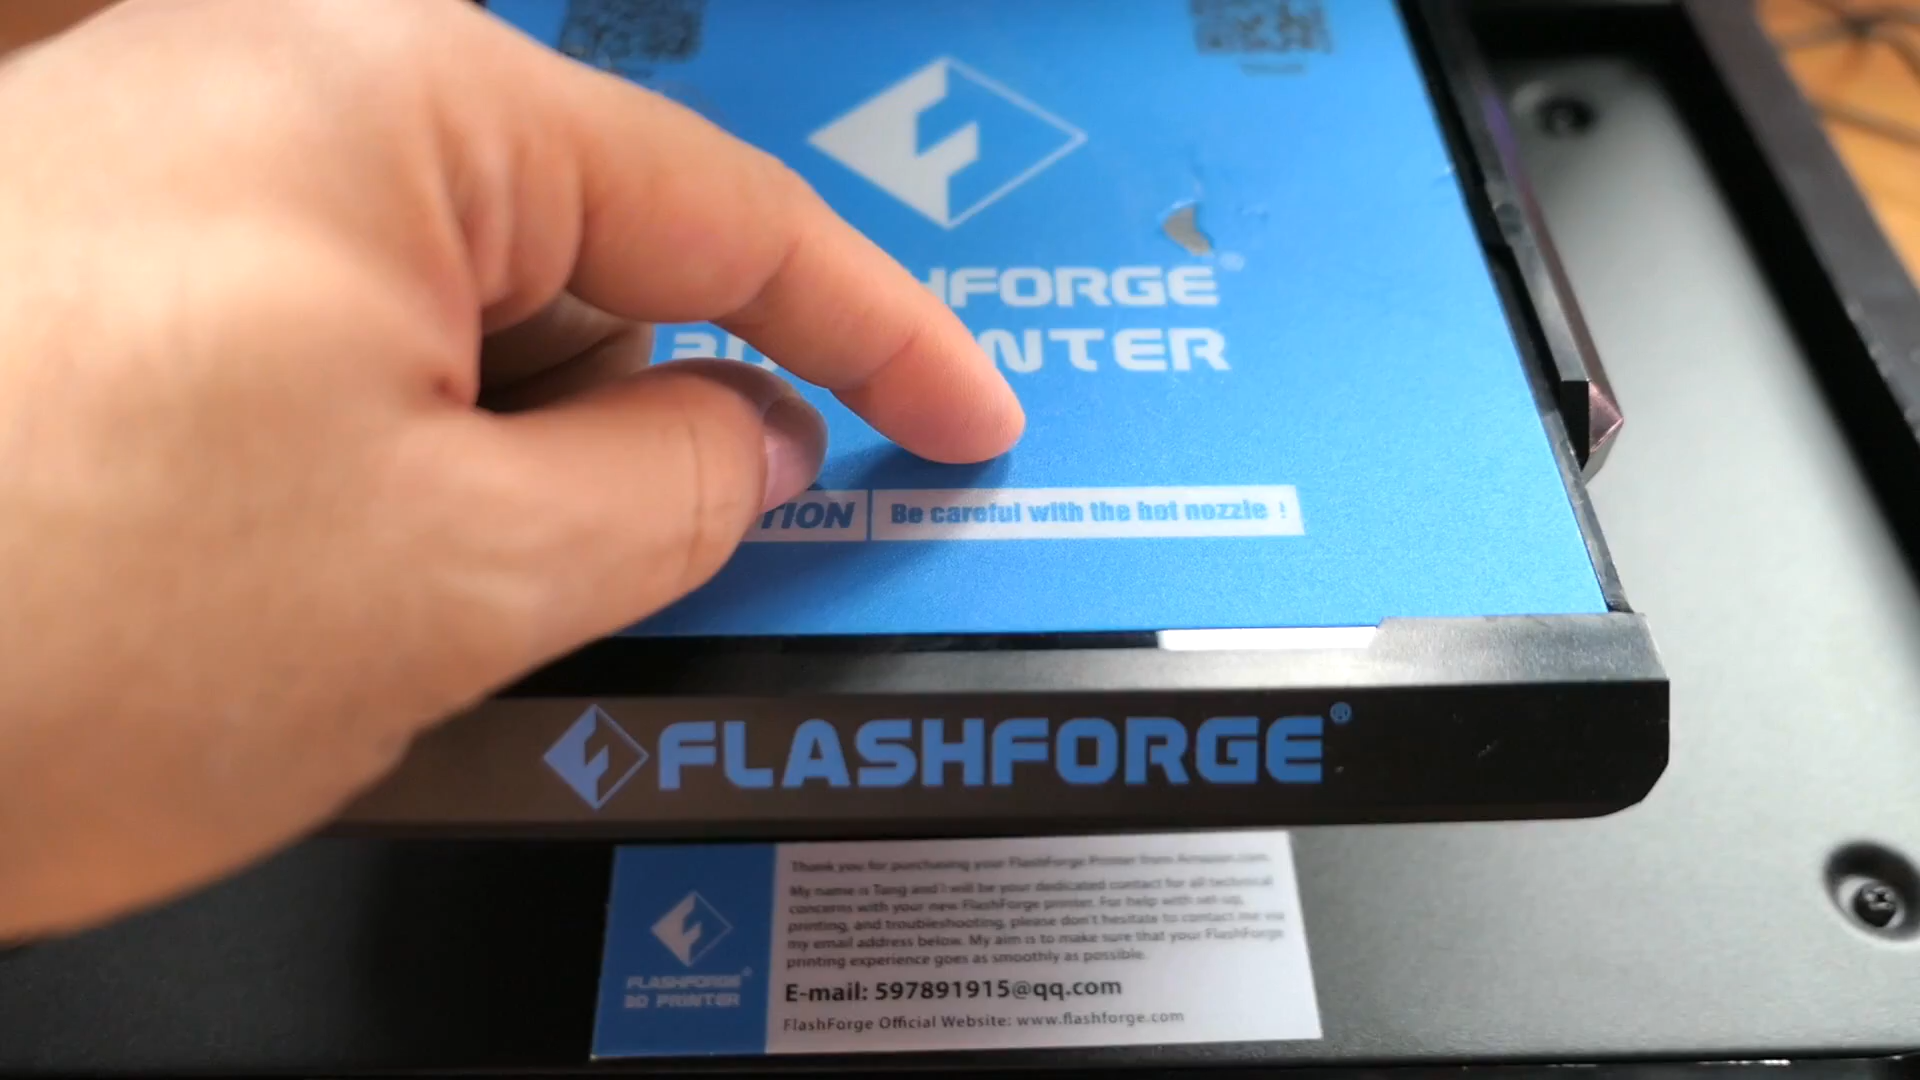 HFORGE®
3D PRINTER
TION Be careful with the hot nozzle !
FLASHFORGE®
Thank you for purchasing your FlashForge Printer from Amazon.com.
My name is Tang and I will be your dedicated contact for all technical
concerns with your new FlashForge printer. For help with set-up,
printing, and troubleshooting, please don't hesitate to contact me via
my email address below. My aim is to make sure that your FlashForge
printing experience goes as smoothly as possible.
E-mail: 597891915@qq.com
FlashForge Official Website: www.flashforge.com
FLASHFORGE®
3D PRINTER